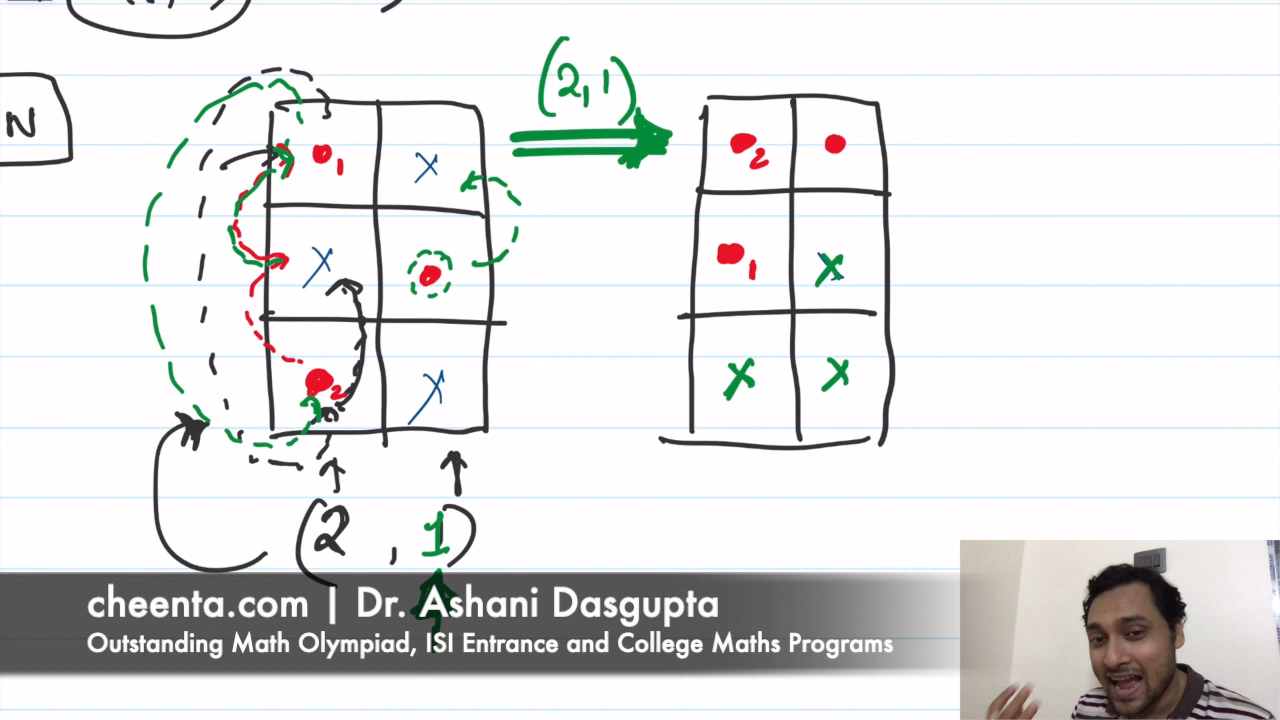 N
(2,1)
1 X
2
X
1 X
2 X
X X
(2 , 1)
cheenta.com | Dr. Ashani Dasgupta
Outstanding Math Olympiad, ISI Entrance and College Maths Programs